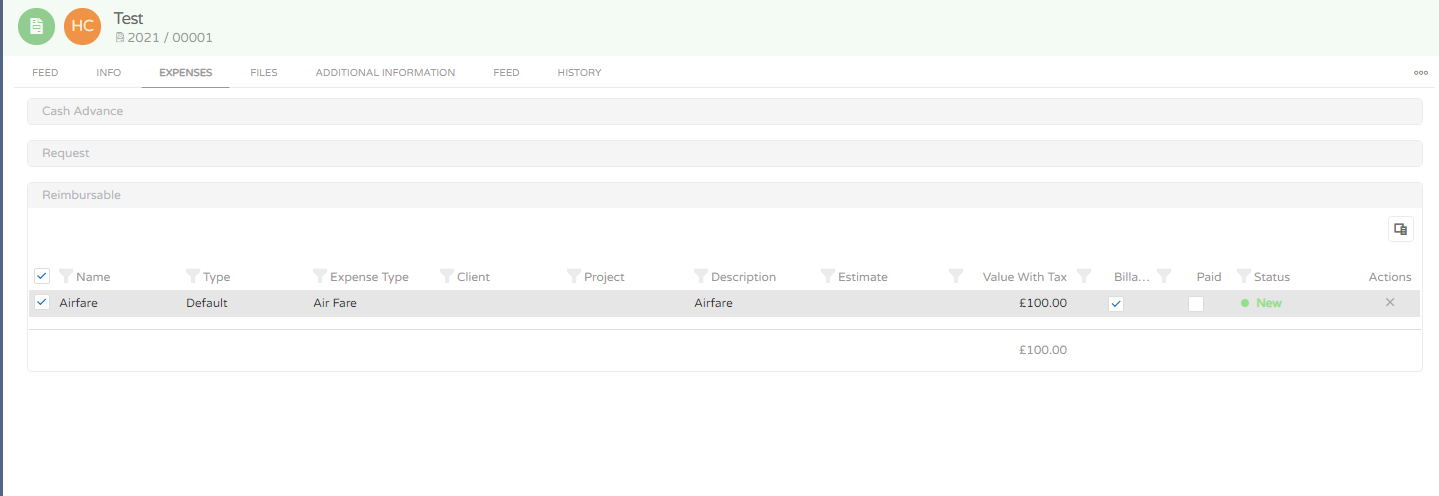 HC
Test
2021 / 00001
FEED INFO EXPENSES FILES ADDITIONAL INFORMATION FEED HISTORY
Cash Advance
Request
Reimbursable
Name Type Expense Type Client Project Description Estimate Value With Tax Billa... Paid Status Actions
Airfare Default Air Fare Airfare £100.00 New
£100.00